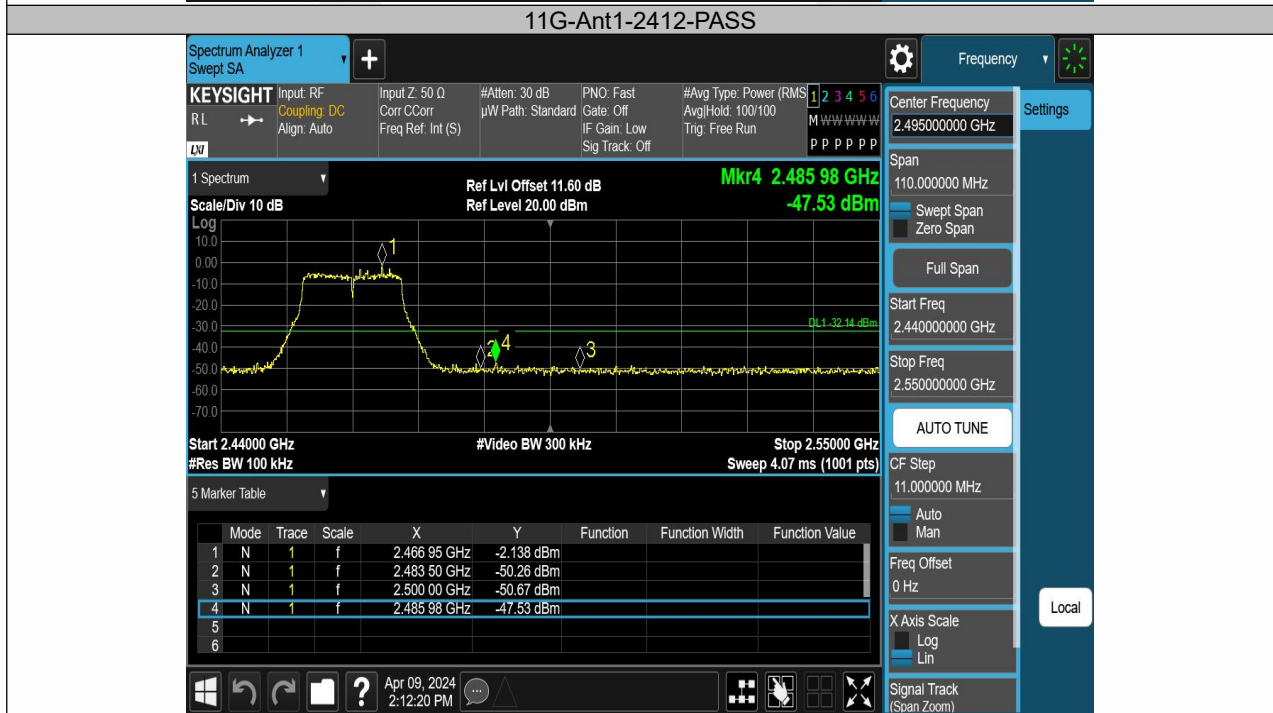 11G-Ant1-2412-PASS
Spectrum Analyzer 1
Swept SA
+
Frequency
KEYSIGHT
RL
LXI
Input: RF
Coupling: DC
Align: Auto
Input Z: 50 Ω
Corr CCorr
Freq Ref: Int (S)
#Atten: 30 dB
µW Path: Standard
PNO: Fast
Gate: Off
IF Gain: Low
Sig Track: Off
#Avg Type: Power (RMS
Avg|Hold: 100/100
Trig: Free Run
1 2 3 4 5 6
M W W W W W
P P P P P P
1 Spectrum
Scale/Div 10 dB
Ref Lvl Offset 11.60 dB
Ref Level 20.00 dBm
Mkr4 2.485 98 GHz
-47.53 dBm
Log
10.0
0.00
-10.0
-20.0
-30.0
-40.0
-50.0
-60.0
-70.0
1
2
4
3
DL1 -32.14 dBm
Start 2.44000 GHz
#Res BW 100 kHz
#Video BW 300 kHz
Stop 2.55000 GHz
Sweep 4.07 ms (1001 pts)
5 Marker Table
Mode Trace Scale X Y Function Function Width Function Value
1 N 1 f 2.466 95 GHz -2.138 dBm
2 N 1 f 2.483 50 GHz -50.26 dBm
3 N 1 f 2.500 00 GHz -50.67 dBm
4 N 1 f 2.485 98 GHz -47.53 dBm
5
6
Center Frequency
2.495000000 GHz
Span
110.000000 MHz
Swept Span
Zero Span
Full Span
Start Freq
2.440000000 GHz
Stop Freq
2.550000000 GHz
AUTO TUNE
CF Step
11.000000 MHz
Auto
Man
Freq Offset
0 Hz
X Axis Scale
Log
Lin
Signal Track
(Span Zoom)
Settings
Local
?
Apr 09, 2024
2:12:20 PM